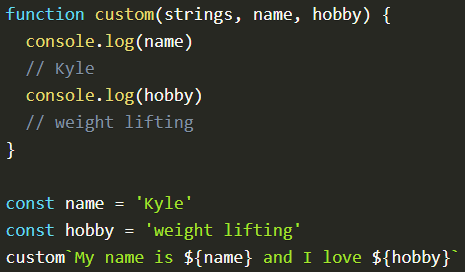 function custom(strings, name, hobby) {
  console.log(name)
  // Kyle
  console.log(hobby)
  // weight lifting
}

const name = 'Kyle'
const hobby = 'weight lifting'
custom`My name is ${name} and I love ${hobby}`